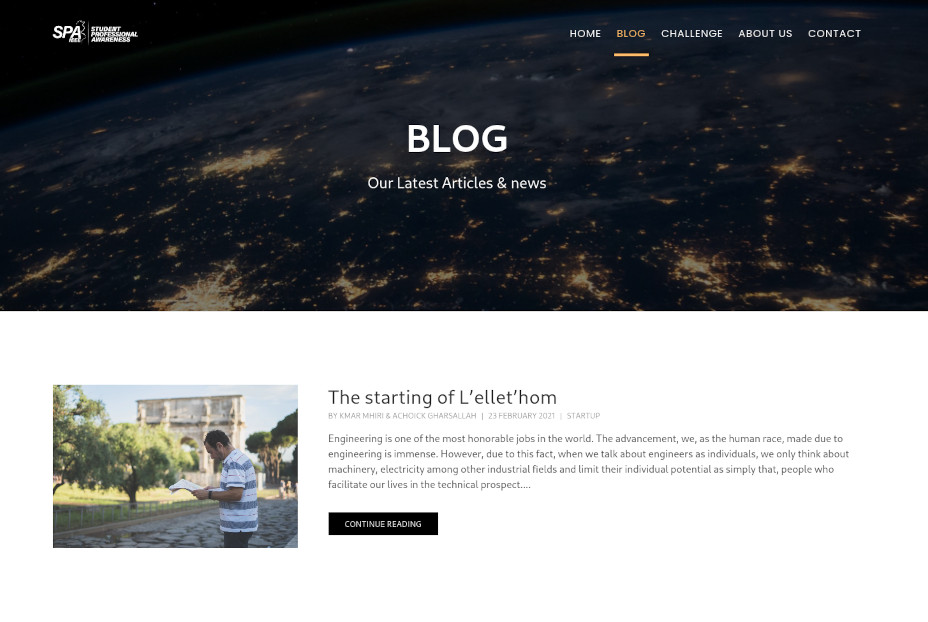 SPA
IEEE
STUDENT
PROFESSIONAL
AWARENESS
HOME BLOG CHALLENGE ABOUT US CONTACT
BLOG
Our Latest Articles & news
The starting of L'ellet'hom
BY KMAR MHIRI & ACHOICK GHARSALLAH | 23 FEBRUARY 2021 | STARTUP
Engineering is one of the most honorable jobs in the world. The advancement, we, as the human race, made due to
engineering is immense. However, due to this fact, when we talk about engineers as individuals, we only think about
machinery, electricity among other industrial fields and limit their individual potential as simply that, people who
facilitate our lives in the technical prospect....
CONTINUE READING